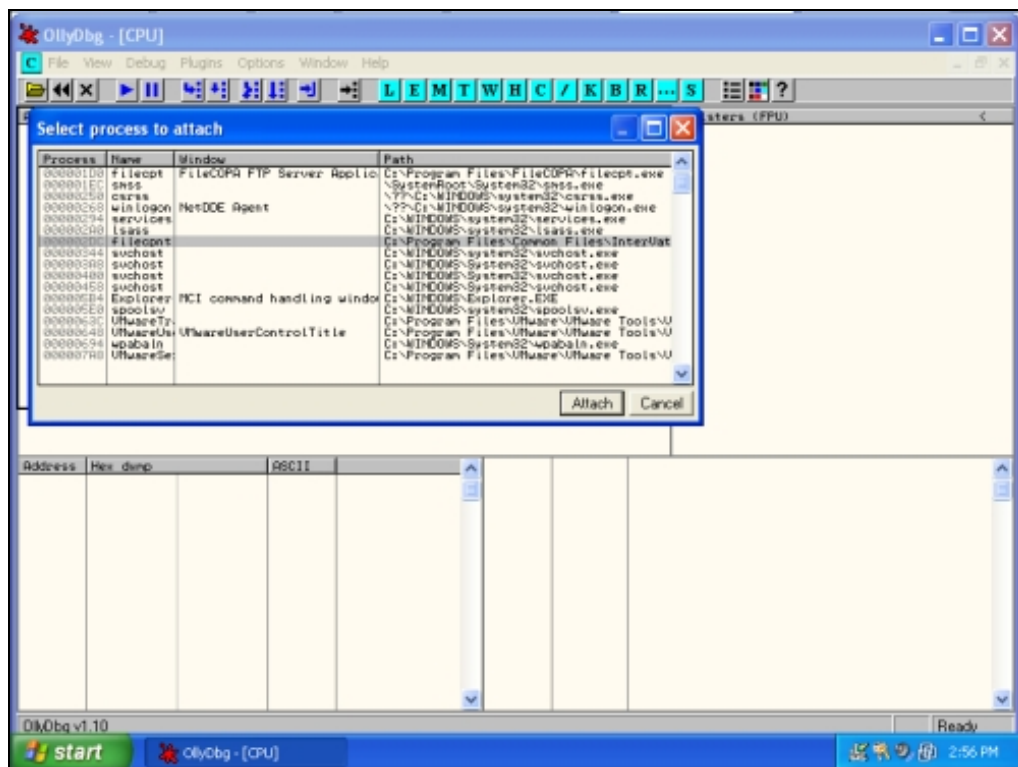 OllyDbg - [CPU]
C File View Debug Plugins Options Window Help
L E M T W H C / K B R ... S ?
Select process to attach
sters (FPU) <
Process Name Window Path
000001D0 filecpt FileCOPA FTP Server Applic C:\Program Files\FileCOPA\filecpt.exe
000001EC smss \SystemRoot\System32\smss.exe
00000250 csrss \??\C:\WINDOWS\system32\csrss.exe
00000268 winlogon NetDDE Agent \??\C:\WINDOWS\system32\winlogon.exe
00000294 services C:\WINDOWS\system32\services.exe
000002A0 lsass C:\WINDOWS\system32\lsass.exe
filecpnt C:\Program Files\Common Files\InterVat
00000344 svchost C:\WINDOWS\system32\svchost.exe
000003A8 svchost C:\WINDOWS\System32\svchost.exe
00000400 svchost C:\WINDOWS\System32\svchost.exe
00000458 svchost C:\WINDOWS\System32\svchost.exe
000005B4 Explorer MCI command handling window C:\WINDOWS\Explorer.EXE
000005E0 spoolsv C:\WINDOWS\system32\spoolsv.exe
0000063C VMwareTr C:\Program Files\VMware\VMware Tools\V
00000648 VMwareUs VMwareUserControlTitle C:\Program Files\VMware\VMware Tools\V
00000694 wpabaln C:\WINDOWS\System32\wpabaln.exe
000007A8 VMwareSe C:\Program Files\VMware\VMware Tools\V
Attach Cancel
Address Hex dump ASCII
OllyDbg v1.10 Ready
start OllyDbg - [CPU] 2:56 PM